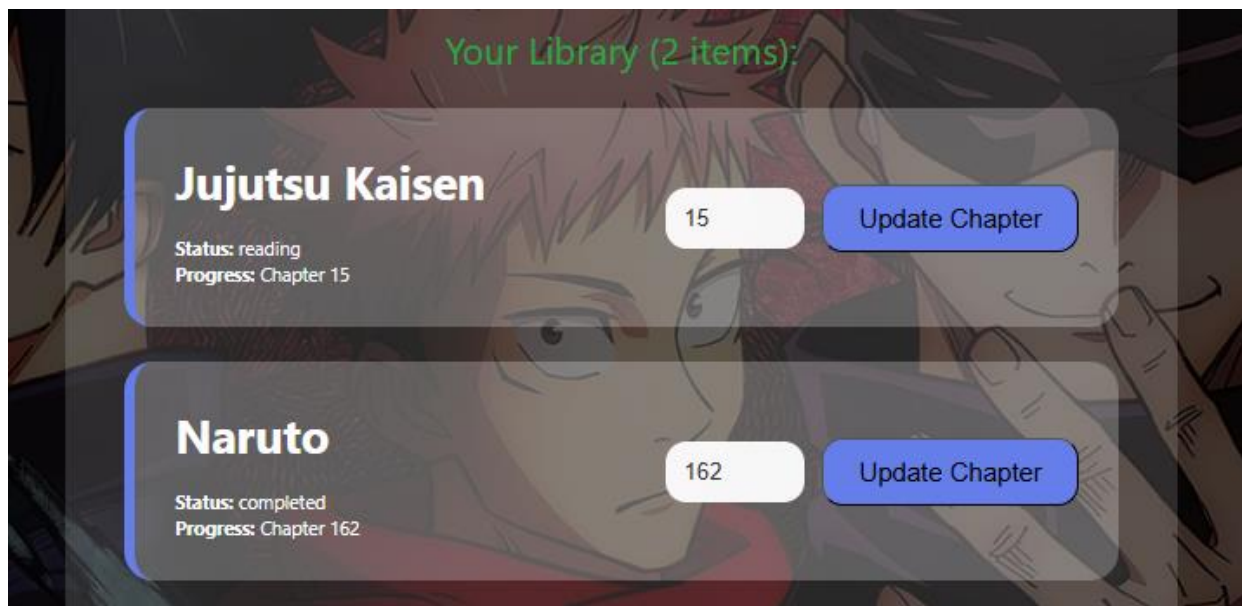 Your Library (2 items):
Jujutsu Kaisen
Status: reading
Progress: Chapter 15
15
Update Chapter
Naruto
Status: completed
Progress: Chapter 162
162
Update Chapter